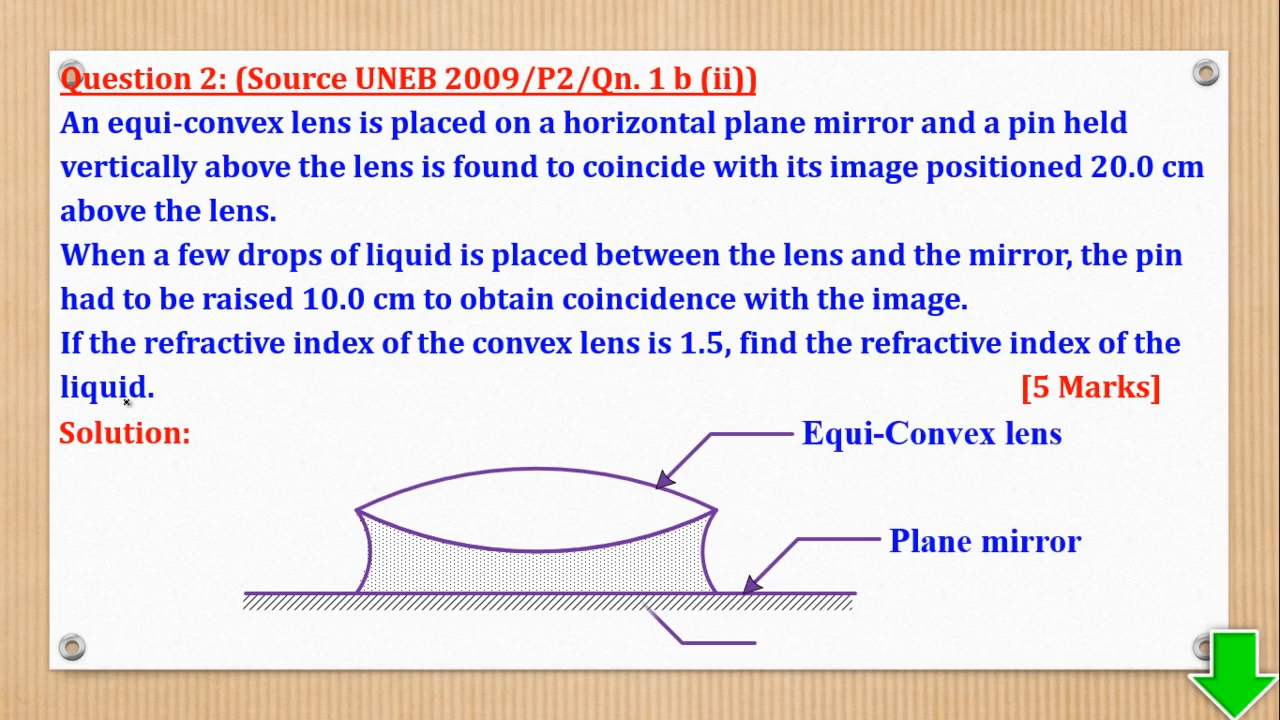 Question 2: (Source UNEB 2009/P2/Qn. 1 b (ii))
An equi-convex lens is placed on a horizontal plane mirror and a pin held
vertically above the lens is found to coincide with its image positioned 20.0 cm
above the lens.
When a few drops of liquid is placed between the lens and the mirror, the pin
had to be raised 10.0 cm to obtain coincidence with the image.
If the refractive index of the convex lens is 1.5, find the refractive index of the
liquid. [5 Marks]
Solution:
Equi-Convex lens
Plane mirror